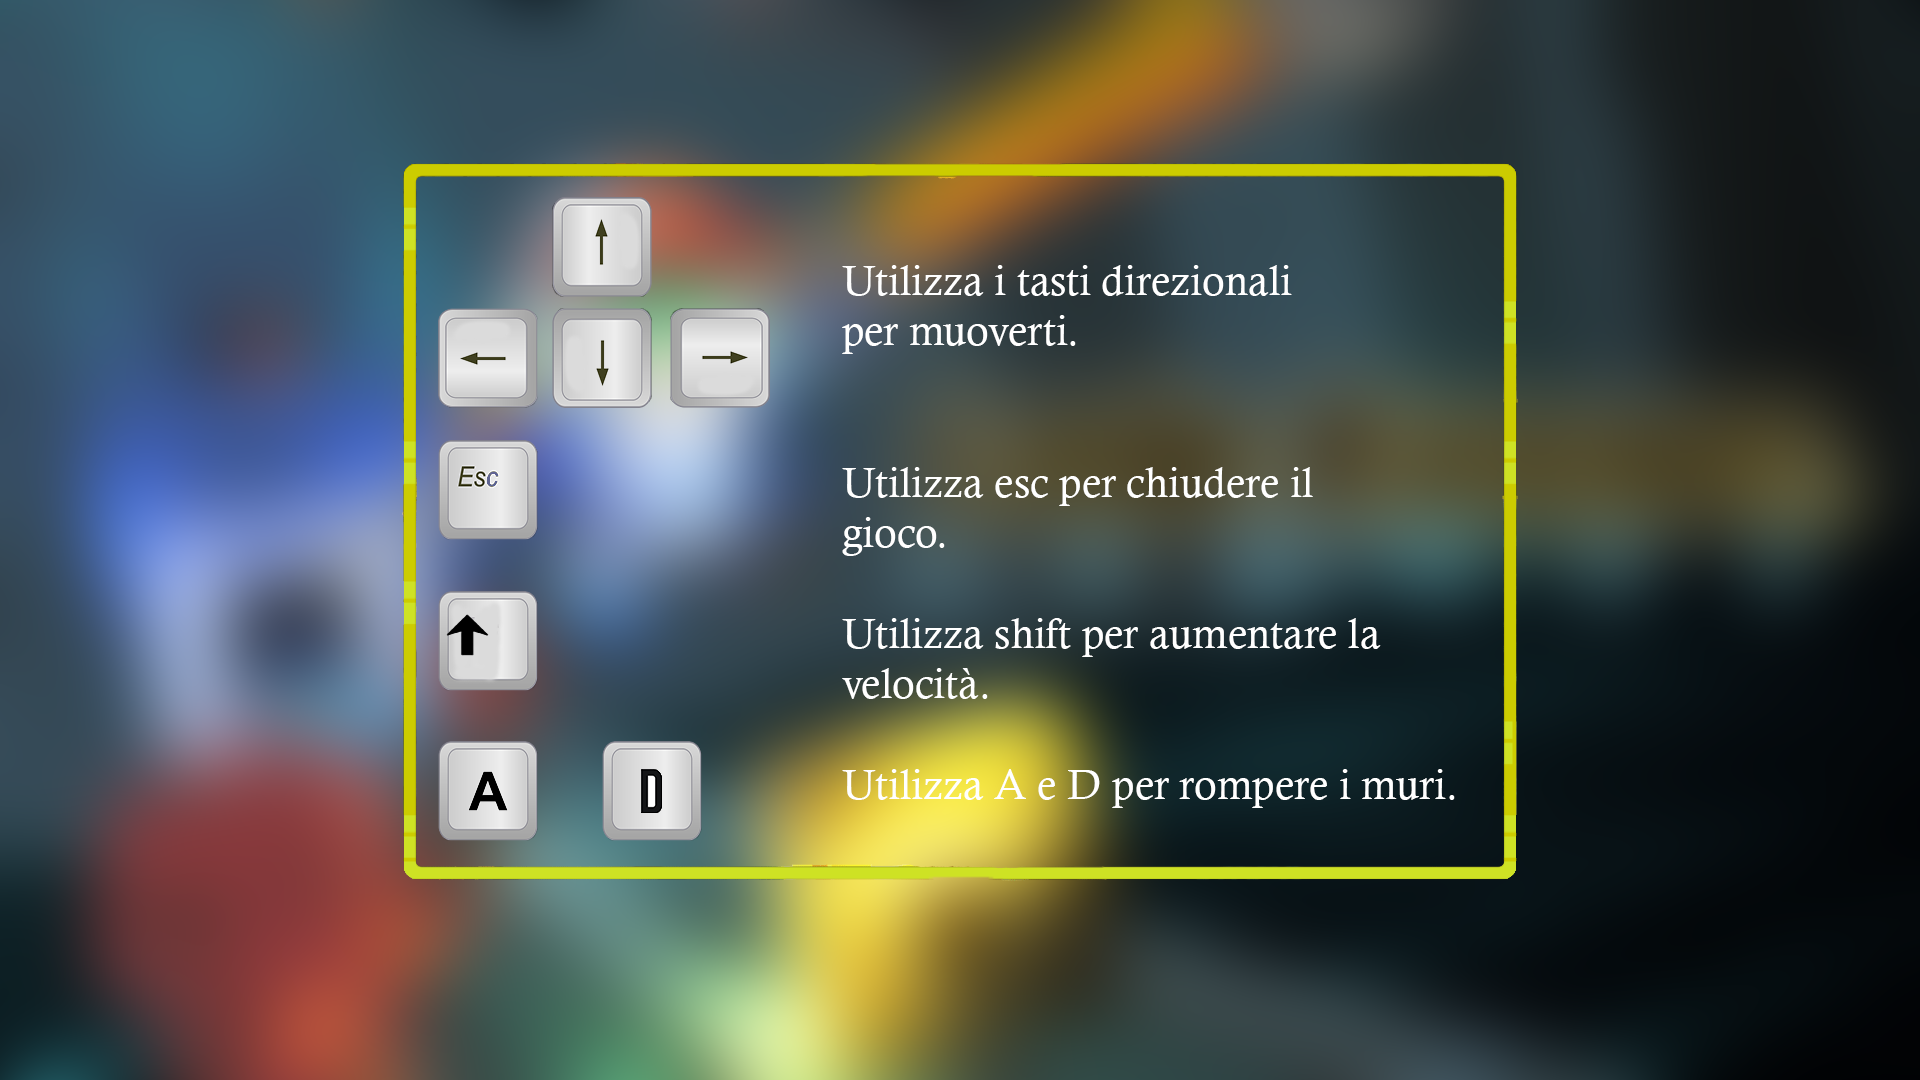 Utilizza i tasti direzionali
per muoverti.
Esc
Utilizza esc per chiudere il
gioco.
Utilizza shift per aumentare la
velocità.
A D
Utilizza A e D per rompere i muri.